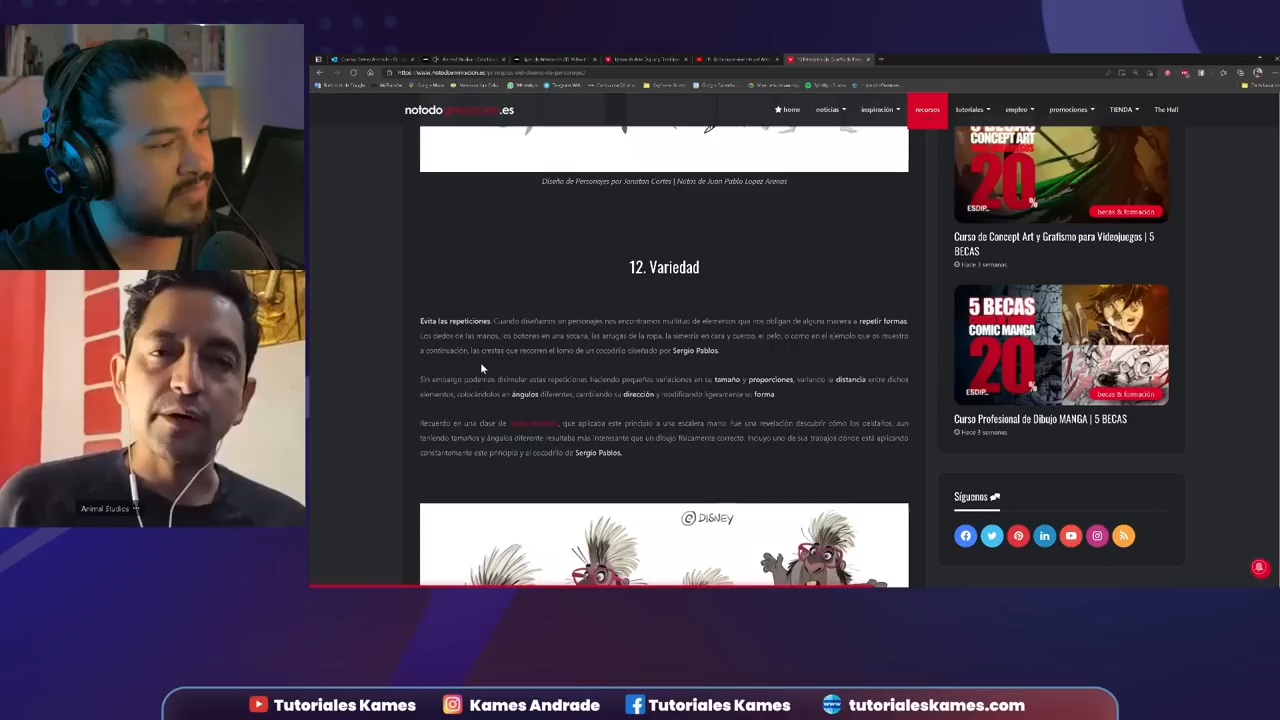 notodoanimacion.es
home
noticias
inspiración
recursos
tutoriales
empleo
promociones
TIENDA
The Hall
https://www.notodoanimacion.es/principios-del-diseno-de-personajes/
Diseño de Personajes por Jonatan Cortes | Notas de Juan Pablo Lopez Arenas
12. Variedad
Evita las repeticiones. Cuando diseñamos un personajes nos encontramos multitud de elementos que nos obligan de alguna manera a repetir formas.
Los dedos de las manos, los botones en una sotana, las arrugas de la ropa, la simetría en cara y cuerpo, el pelo, o como en el ejemplo que os muestro
a continuación, las crestas que recorren el lomo de un cocodrilo diseñado por Sergio Pablos.
Sin embargo podemos disimular estas repeticiones haciendo pequeñas variaciones en su tamaño y proporciones, variando la distancia entre dichos
elementos, colocándolos en ángulos diferentes, cambiando su dirección y modificando ligeramente su forma
Recuerdo en una clase de que aplicaba este principio a una escalera mano. Fue una revelación descubrir cómo los peldaños, aun
teniendo tamaños y ángulos diferente resultaba más interesante que un dibujo físicamente correcto. Incluyo uno de sus trabajos dónde está aplicando
constantemente este principio y el cocodrilo de Sergio Pablos.
© DISNEY
CONCEPT ART
20%
ESDIP
becas & formación
Curso de Concept Art y Grafismo para Videojuegos | 5
BECAS
Hace 3 semanas
5 BECAS
COMIC MANGA
20%
ESDIP
becas & formación
Curso Profesional de Dibujo MANGA | 5 BECAS
Hace 3 semanas
Síguenos
Animal Studios
Tutoriales Kames
Kames Andrade
Tutoriales Kames
tutorialeskames.com